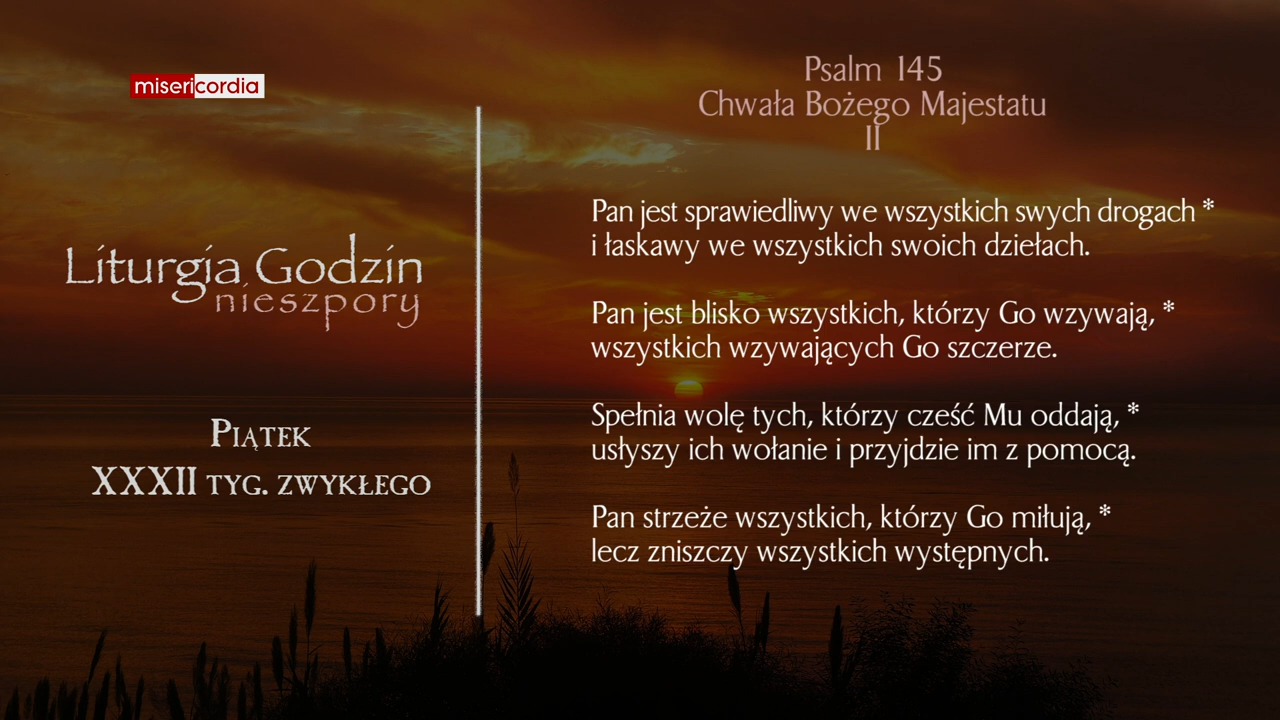 misericordia
Liturgia Godzin
nieszpory
Piątek
XXXII tyg. zwykłego
Psalm 145
Chwała Bożego Majestatu
II
Pan jest sprawiedliwy we wszystkich swych drogach *
i łaskawy we wszystkich swoich dziełach.
Pan jest blisko wszystkich, którzy Go wzywają, *
wszystkich wzywających Go szczerze.
Spełnia wolę tych, którzy cześć Mu oddają, *
usłyszy ich wołanie i przyjdzie im z pomocą.
Pan strzeże wszystkich, którzy Go miłują, *
lecz zniszczy wszystkich występnych.